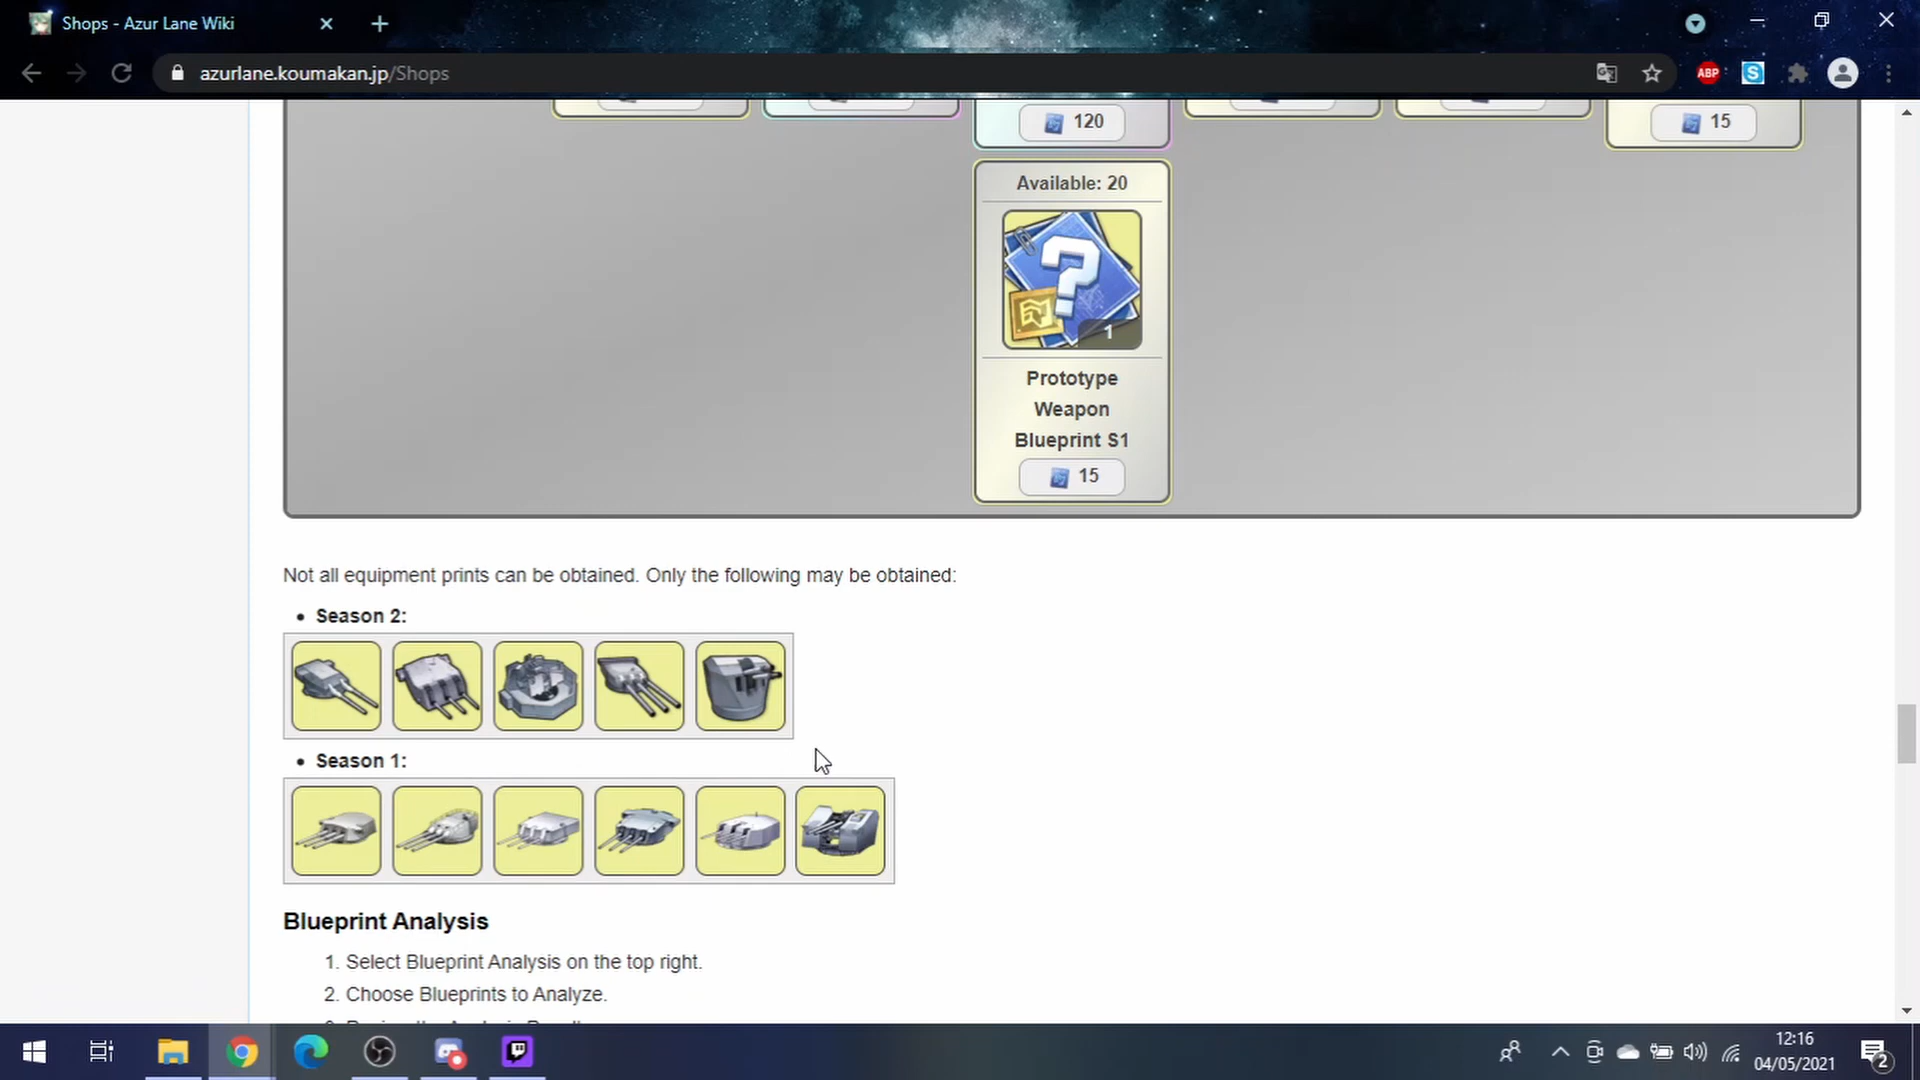 Shops - Azur Lane Wiki
azurlane.koumakan.jp/Shops
ABP
S
120
15
Available: 20
?
1
Prototype
Weapon
Blueprint S1
15
Not all equipment prints can be obtained. Only the following may be obtained:
• Season 2:
• Season 1:
Blueprint Analysis
1. Select Blueprint Analysis on the top right.
2. Choose Blueprints to Analyze.
12:16
04/05/2021
2